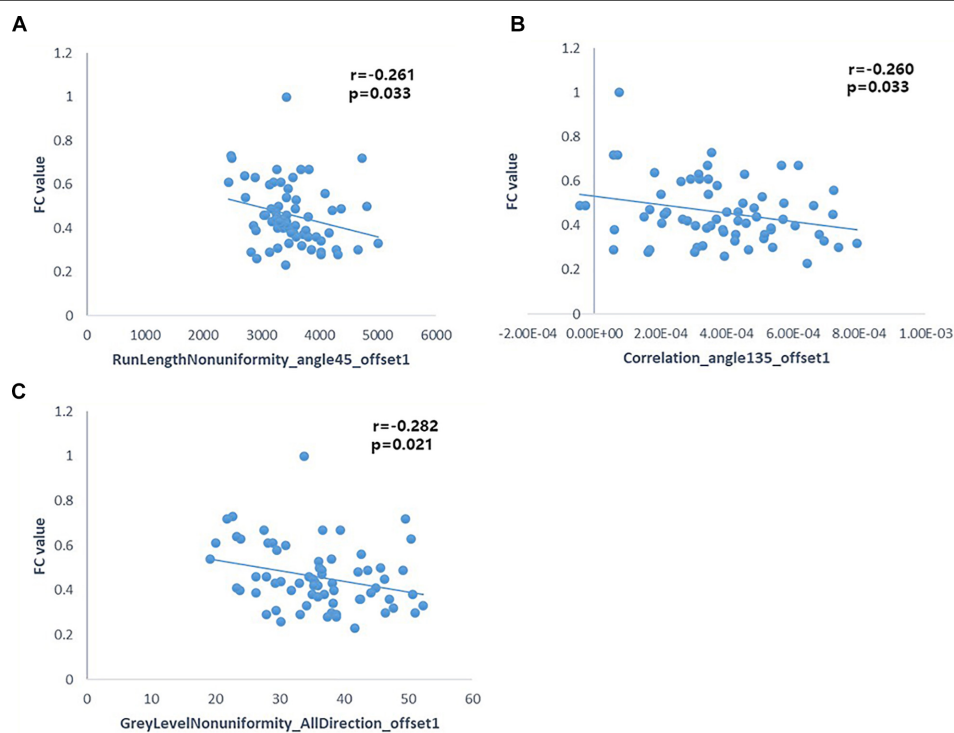 A
FC value
1.2
1
0.8
0.6
0.4
0.2
0
r=-0.261
p=0.033
0 1000 2000 3000 4000 5000 6000
RunLengthNonuniformity_angle45_offset1
B
FC value
1.2
1
0.8
0.6
0.4
0.2
0
r=-0.260
p=0.033
-2.00E-04 0.00E+00 2.00E-04 4.00E-04 6.00E-04 8.00E-04 1.00E-03
Correlation_angle135_offset1
C
FC value
1.2
1
0.8
0.6
0.4
0.2
0
r=-0.282
p=0.021
0 10 20 30 40 50 60
GreyLevelNonuniformity_AllDirection_offset1